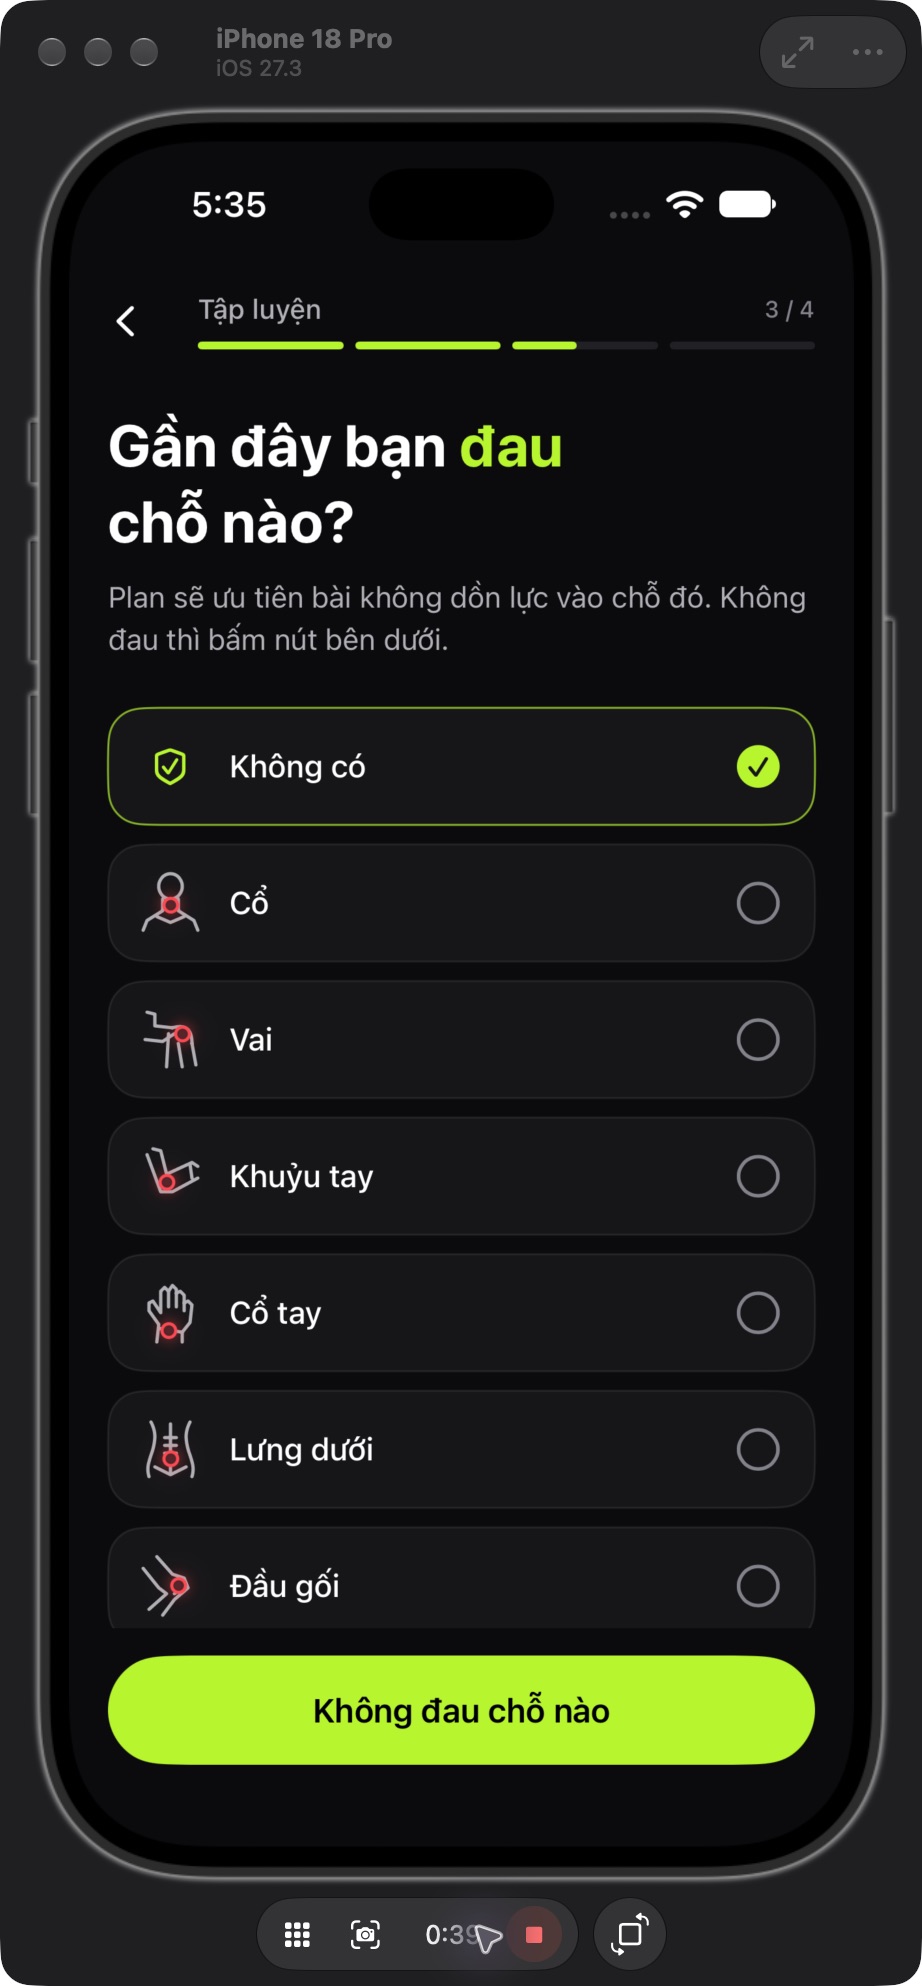 iPhone 18 Pro
iOS 27.3
5:35
Tập luyện
3 / 4
Gần đây bạn đau
chỗ nào?
Plan sẽ ưu tiên bài không dồn lực vào chỗ đó. Không
đau thì bấm nút bên dưới.
Không có
Cổ
Vai
Khuỷu tay
Cổ tay
Lưng dưới
Đầu gối
Không đau chỗ nào
0:39